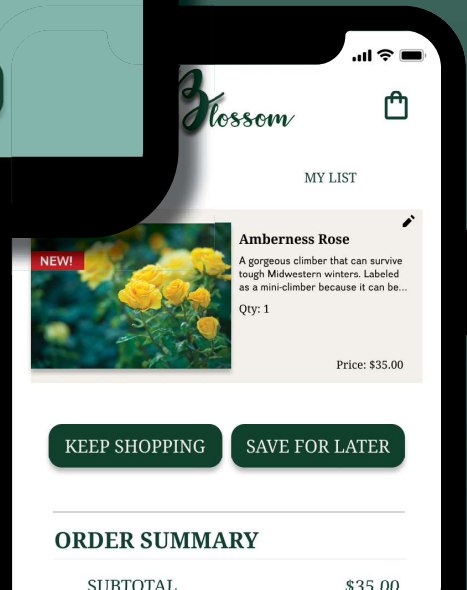 Blossom
MY LIST
NEW!
Amberness Rose
A gorgeous climber that can survive
tough Midwestern winters. Labeled
as a mini-climber because it can be...
Qty: 1
Price: $35.00
KEEP SHOPPING
SAVE FOR LATER
ORDER SUMMARY
SUBTOTAL $35.00